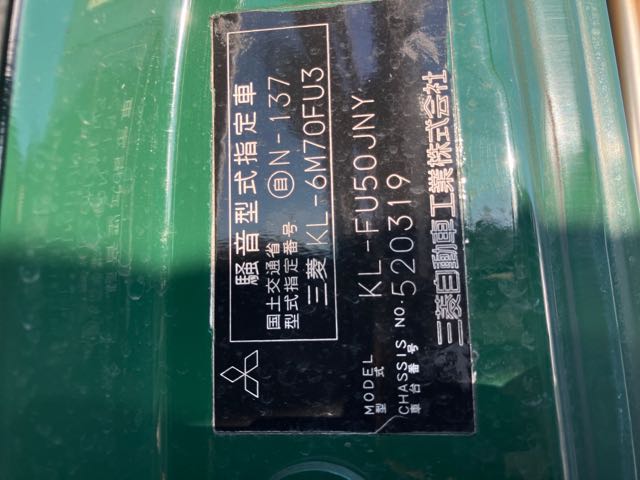 騒音型式指定車
国土交通省
型式指定番号 自N-137
三菱 KL-6M70FU3
MODEL
型式 KL-FU50JNY
CHASSIS NO.
車台番号 520319
三菱自動車工業株式会社